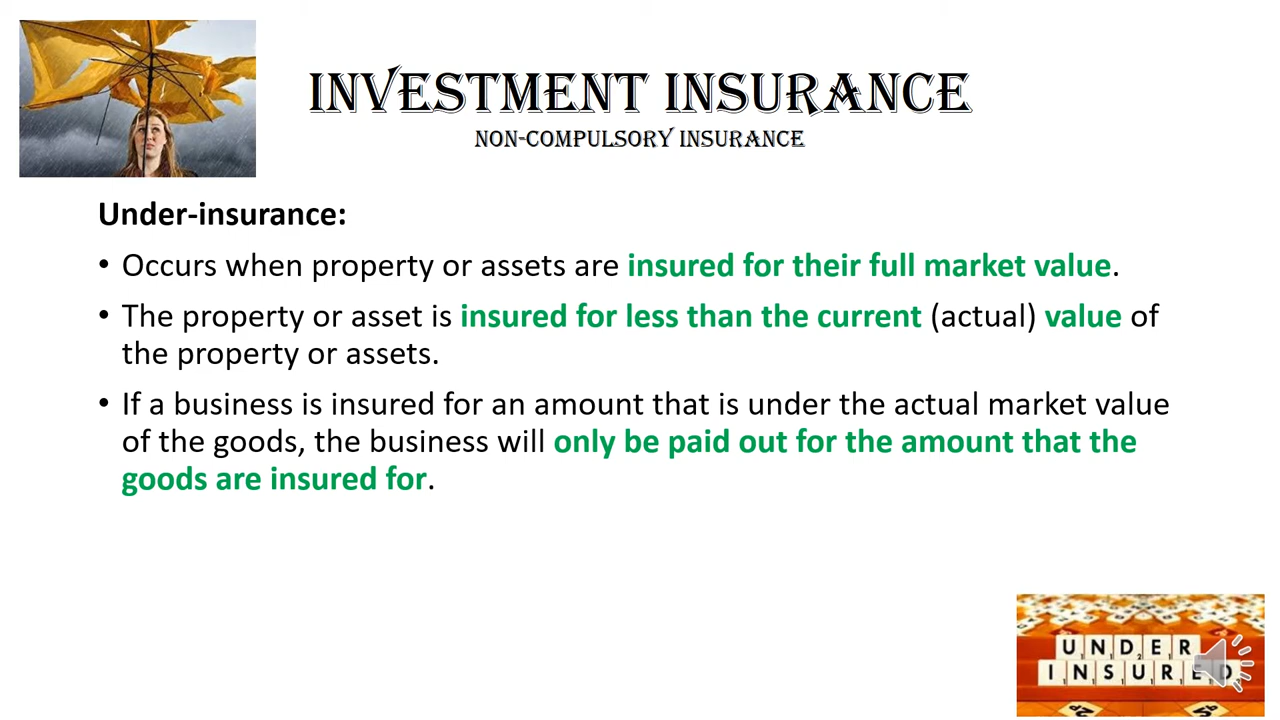 INVESTMENT INSURANCE
NON-COMPULSORY INSURANCE
Under-insurance:
• Occurs when property or assets are insured for their full market value.
• The property or asset is insured for less than the current (actual) value of
the property or assets.
• If a business is insured for an amount that is under the actual market value
of the goods, the business will only be paid out for the amount that the
goods are insured for.
UNDER
INSURED